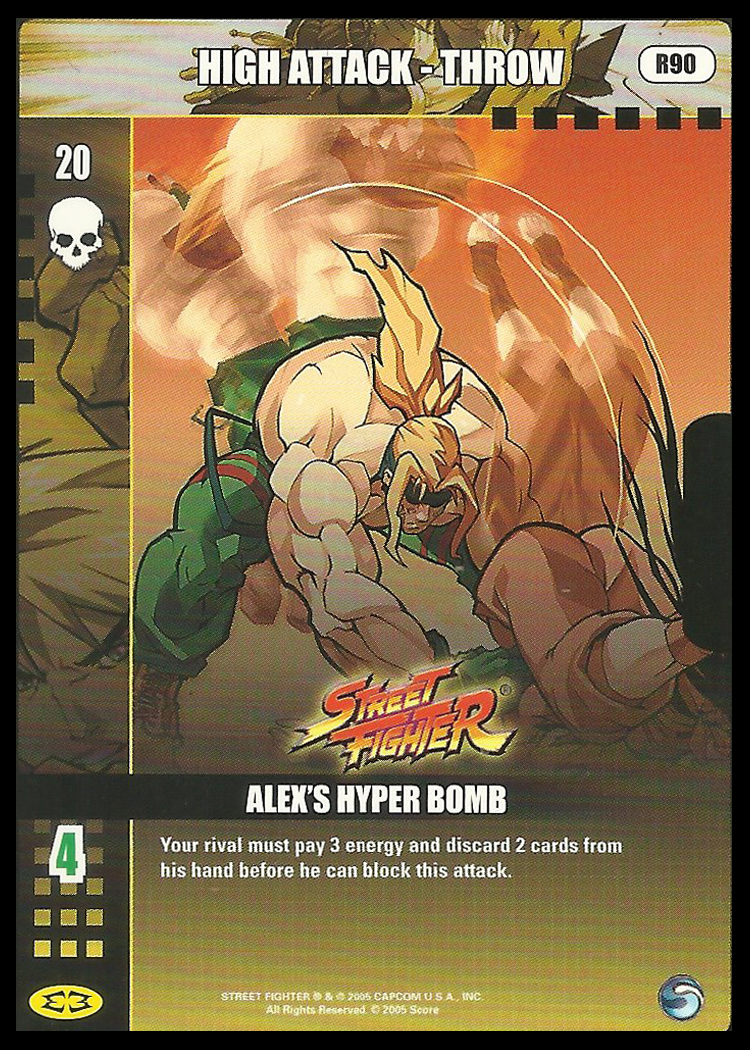 HIGH ATTACK - THROW
R90
20
STREET
FIGHTER®
ALEX'S HYPER BOMB
4
Your rival must pay 3 energy and discard 2 cards from
his hand before he can block this attack.
STREET FIGHTER ® & © 2005 CAPCOM U.S.A., INC.
All Rights Reserved. © 2005 Score
S